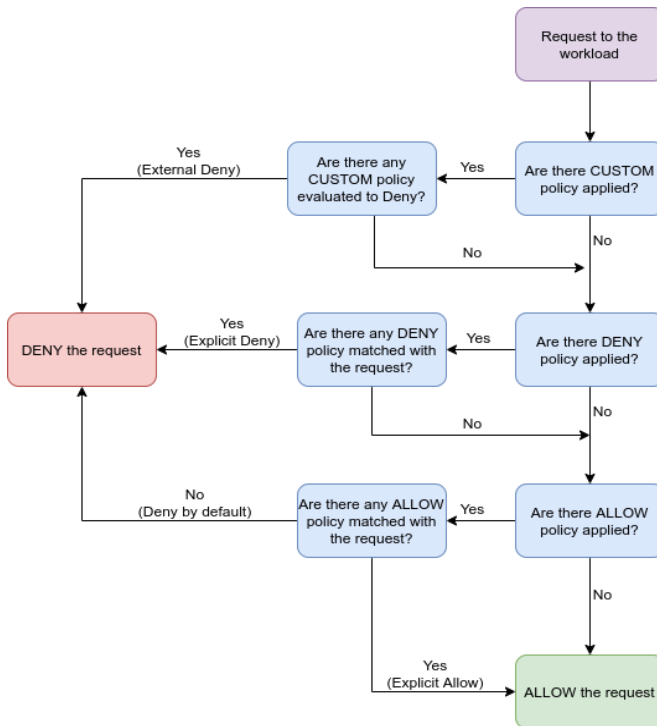 Request to the
workload
Yes
(External Deny)
Are there any
CUSTOM policy
evaluated to Deny?
Yes
Are there CUSTOM
policy applied?
No
No
DENY the request
Yes
(Explicit Deny)
Are there any DENY
policy matched with
the request?
Yes
Are there DENY
policy applied?
No
No
No
(Deny by default)
Are there any ALLOW
policy matched with
the request?
Yes
Are there ALLOW
policy applied?
No
Yes
(Explicit Allow)
ALLOW the request